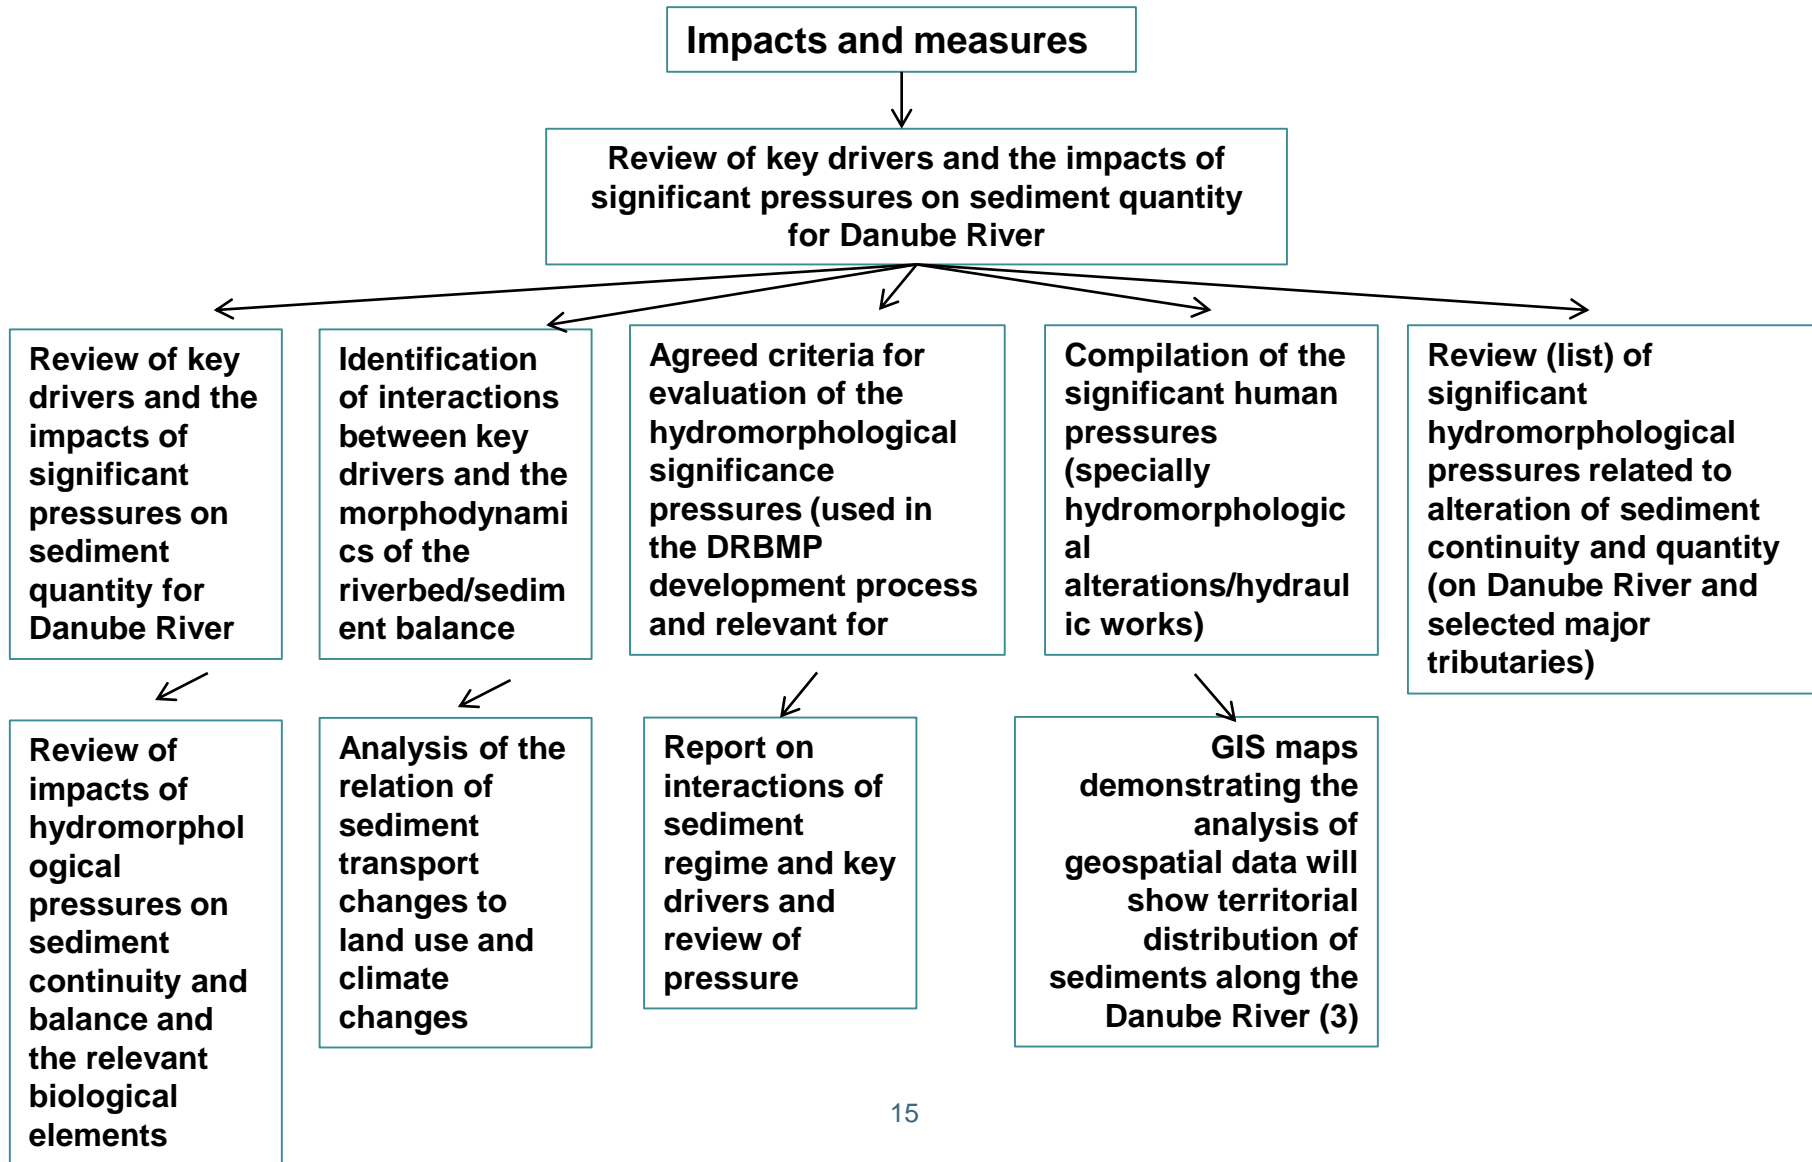 Impacts and measures
Review of key drivers and the impacts of
significant pressures on sediment quantity
for Danube River
Review of key
drivers and the
impacts of
significant
pressures on
sediment
quantity for
Danube River
Identification
of interactions
between key
drivers and the
morphodynami
cs of the
riverbed/sedim
ent balance
Agreed criteria for
evaluation of the
hydromorphological
significance
pressures (used in
the DRBMP
development process
and relevant for
Compilation of the
significant human
pressures
(specially
hydromorphologic
al
alterations/hydraul
ic works)
Review (list) of
significant
hydromorphological
pressures related to
alteration of sediment
continuity and quantity
(on Danube River and
selected major
tributaries)
Review of
impacts of
hydromorphol
ogical
pressures on
sediment
continuity and
balance and
the relevant
biological
elements
Analysis of the
relation of
sediment
transport
changes to
land use and
climate
changes
Report on
interactions of
sediment
regime and key
drivers and
review of
pressure
GIS maps
demonstrating the
analysis of
geospatial data will
show territorial
distribution of
sediments along the
Danube River (3)
15